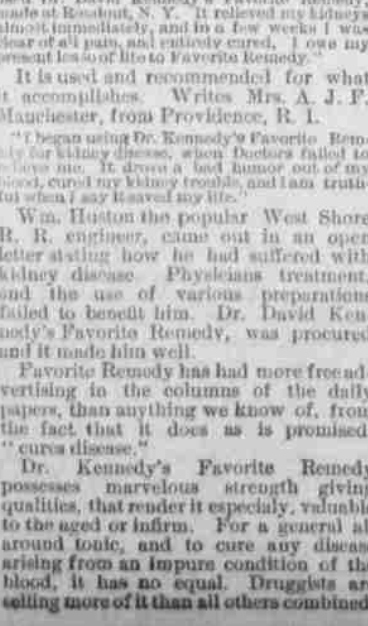 made at Rondout, N. Y. It relieved my kidneys
almost immediately, and in a few weeks I was
clear of all pain, and entirely cured. I owe my
present lease of life to Favorite Remedy."
It is used and recommended for what
it accomplishes. Writes Mrs. A. J. F.
Manchester, from Providence, R. I.
"I began using Dr. Kennedy's Favorite Rem-
edy for kidney disease, when Doctors failed to
relieve me. It drove a bad humor out of my
blood, cured my kidney trouble, and I am truth-
ful when I say it saved my life."
Wm. Huston the popular West Shore
R. R. engineer, came out in an open
letter stating how he had suffered with
kidney disease. Physicians treatment,
and the use of various preparations
failed to benefit him. Dr. David Ken
nedy's Favorite Remedy, was procured
and it made him well.
Favorite Remedy has had more free ad-
vertising in the columns of the daily
papers, than anything we know of, from
the fact that it does as is promised
"cures disease."
Dr. Kennedy's Favorite Remedy
possesses marvelous strength giving
qualities, that render it especialy, valuable
to the aged or infirm. For a general al
around tonic, and to cure any diseas
arising from an impure condition of the
blood, it has no equal. Druggists are
selling more of it than all others combined